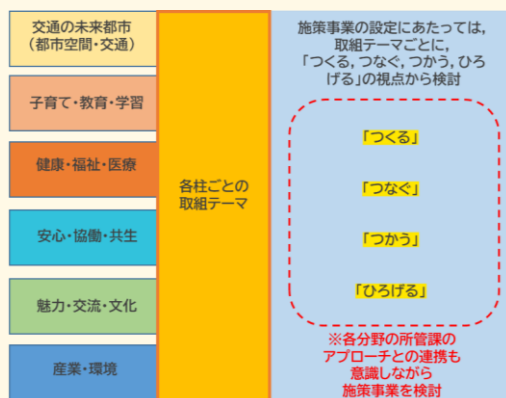 交通の未来都市
（都市空間・交通）
子育て・教育・学習
健康・福祉・医療
安心・協働・共生
魅力・交流・文化
産業・環境
各柱ごとの
取組テーマ
施策事業の設定にあたっては，
取組テーマごとに，
「つくる，つなぐ，つかう，ひろ
げる」の視点から検討
「つくる」
「つなぐ」
「つかう」
「ひろげる」
※各分野の所管課の
アプローチとの連携も
意識しながら
施策事業を検討